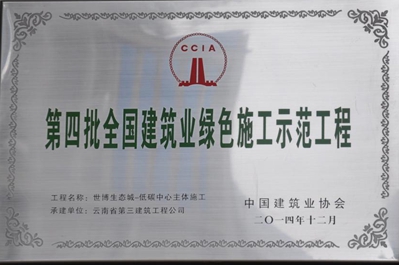 CCIA
第四批全国建筑业绿色施工示范工程
工程名称：世博生态城-低碳中心主体施工
承建单位：云南省第三建筑工程公司
中国建筑业协会
二〇一四年十二月